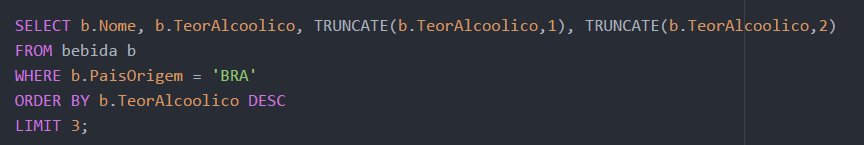 SELECT b.Nome, b.TeorAlcoolico, TRUNCATE(b.TeorAlcoolico,1), TRUNCATE(b.TeorAlcoolico,2)
FROM bebida b
WHERE b.PaisOrigem = 'BRA'
ORDER BY b.TeorAlcoolico DESC
LIMIT 3;